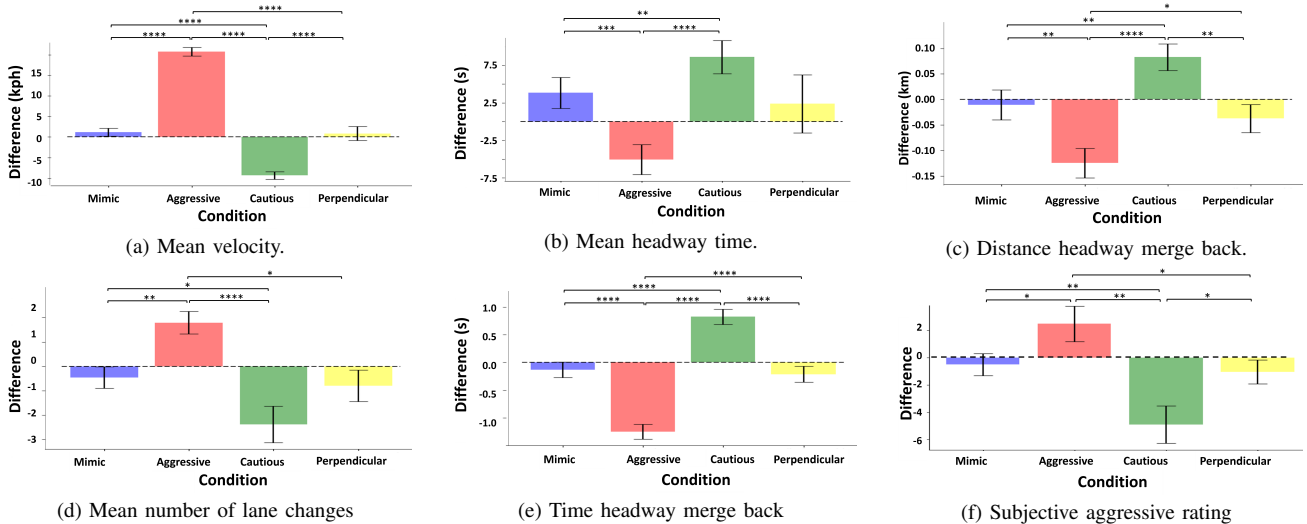 ****
****
****
****
****
Difference (kph)
15
10
5
0
-5
-10
Mimic
Aggressive
Cautious
Perpendicular
Condition
(a) Mean velocity.
**
***
****
Difference (s)
7.5
2.5
-2.5
-7.5
Mimic
Aggressive
Cautious
Perpendicular
Condition
(b) Mean headway time.
*
**
**
****
**
Difference (km)
0.10
0.05
0.00
-0.05
-0.10
-0.15
Mimic
Aggressive
Cautious
Perpendicular
Condition
(c) Distance headway merge back.
*
*
**
****
Difference
2
1
0
-1
-2
-3
Mimic
Aggressive
Cautious
Perpendicular
Condition
(d) Mean number of lane changes
****
****
****
****
****
Difference (s)
1.0
0.5
0.0
-0.5
-1.0
Mimic
Aggressive
Cautious
Perpendicular
Condition
(e) Time headway merge back
*
**
*
**
*
Difference
2
0
-2
-4
-6
Mimic
Aggressive
Cautious
Perpendicular
Condition
(f) Subjective aggressive rating